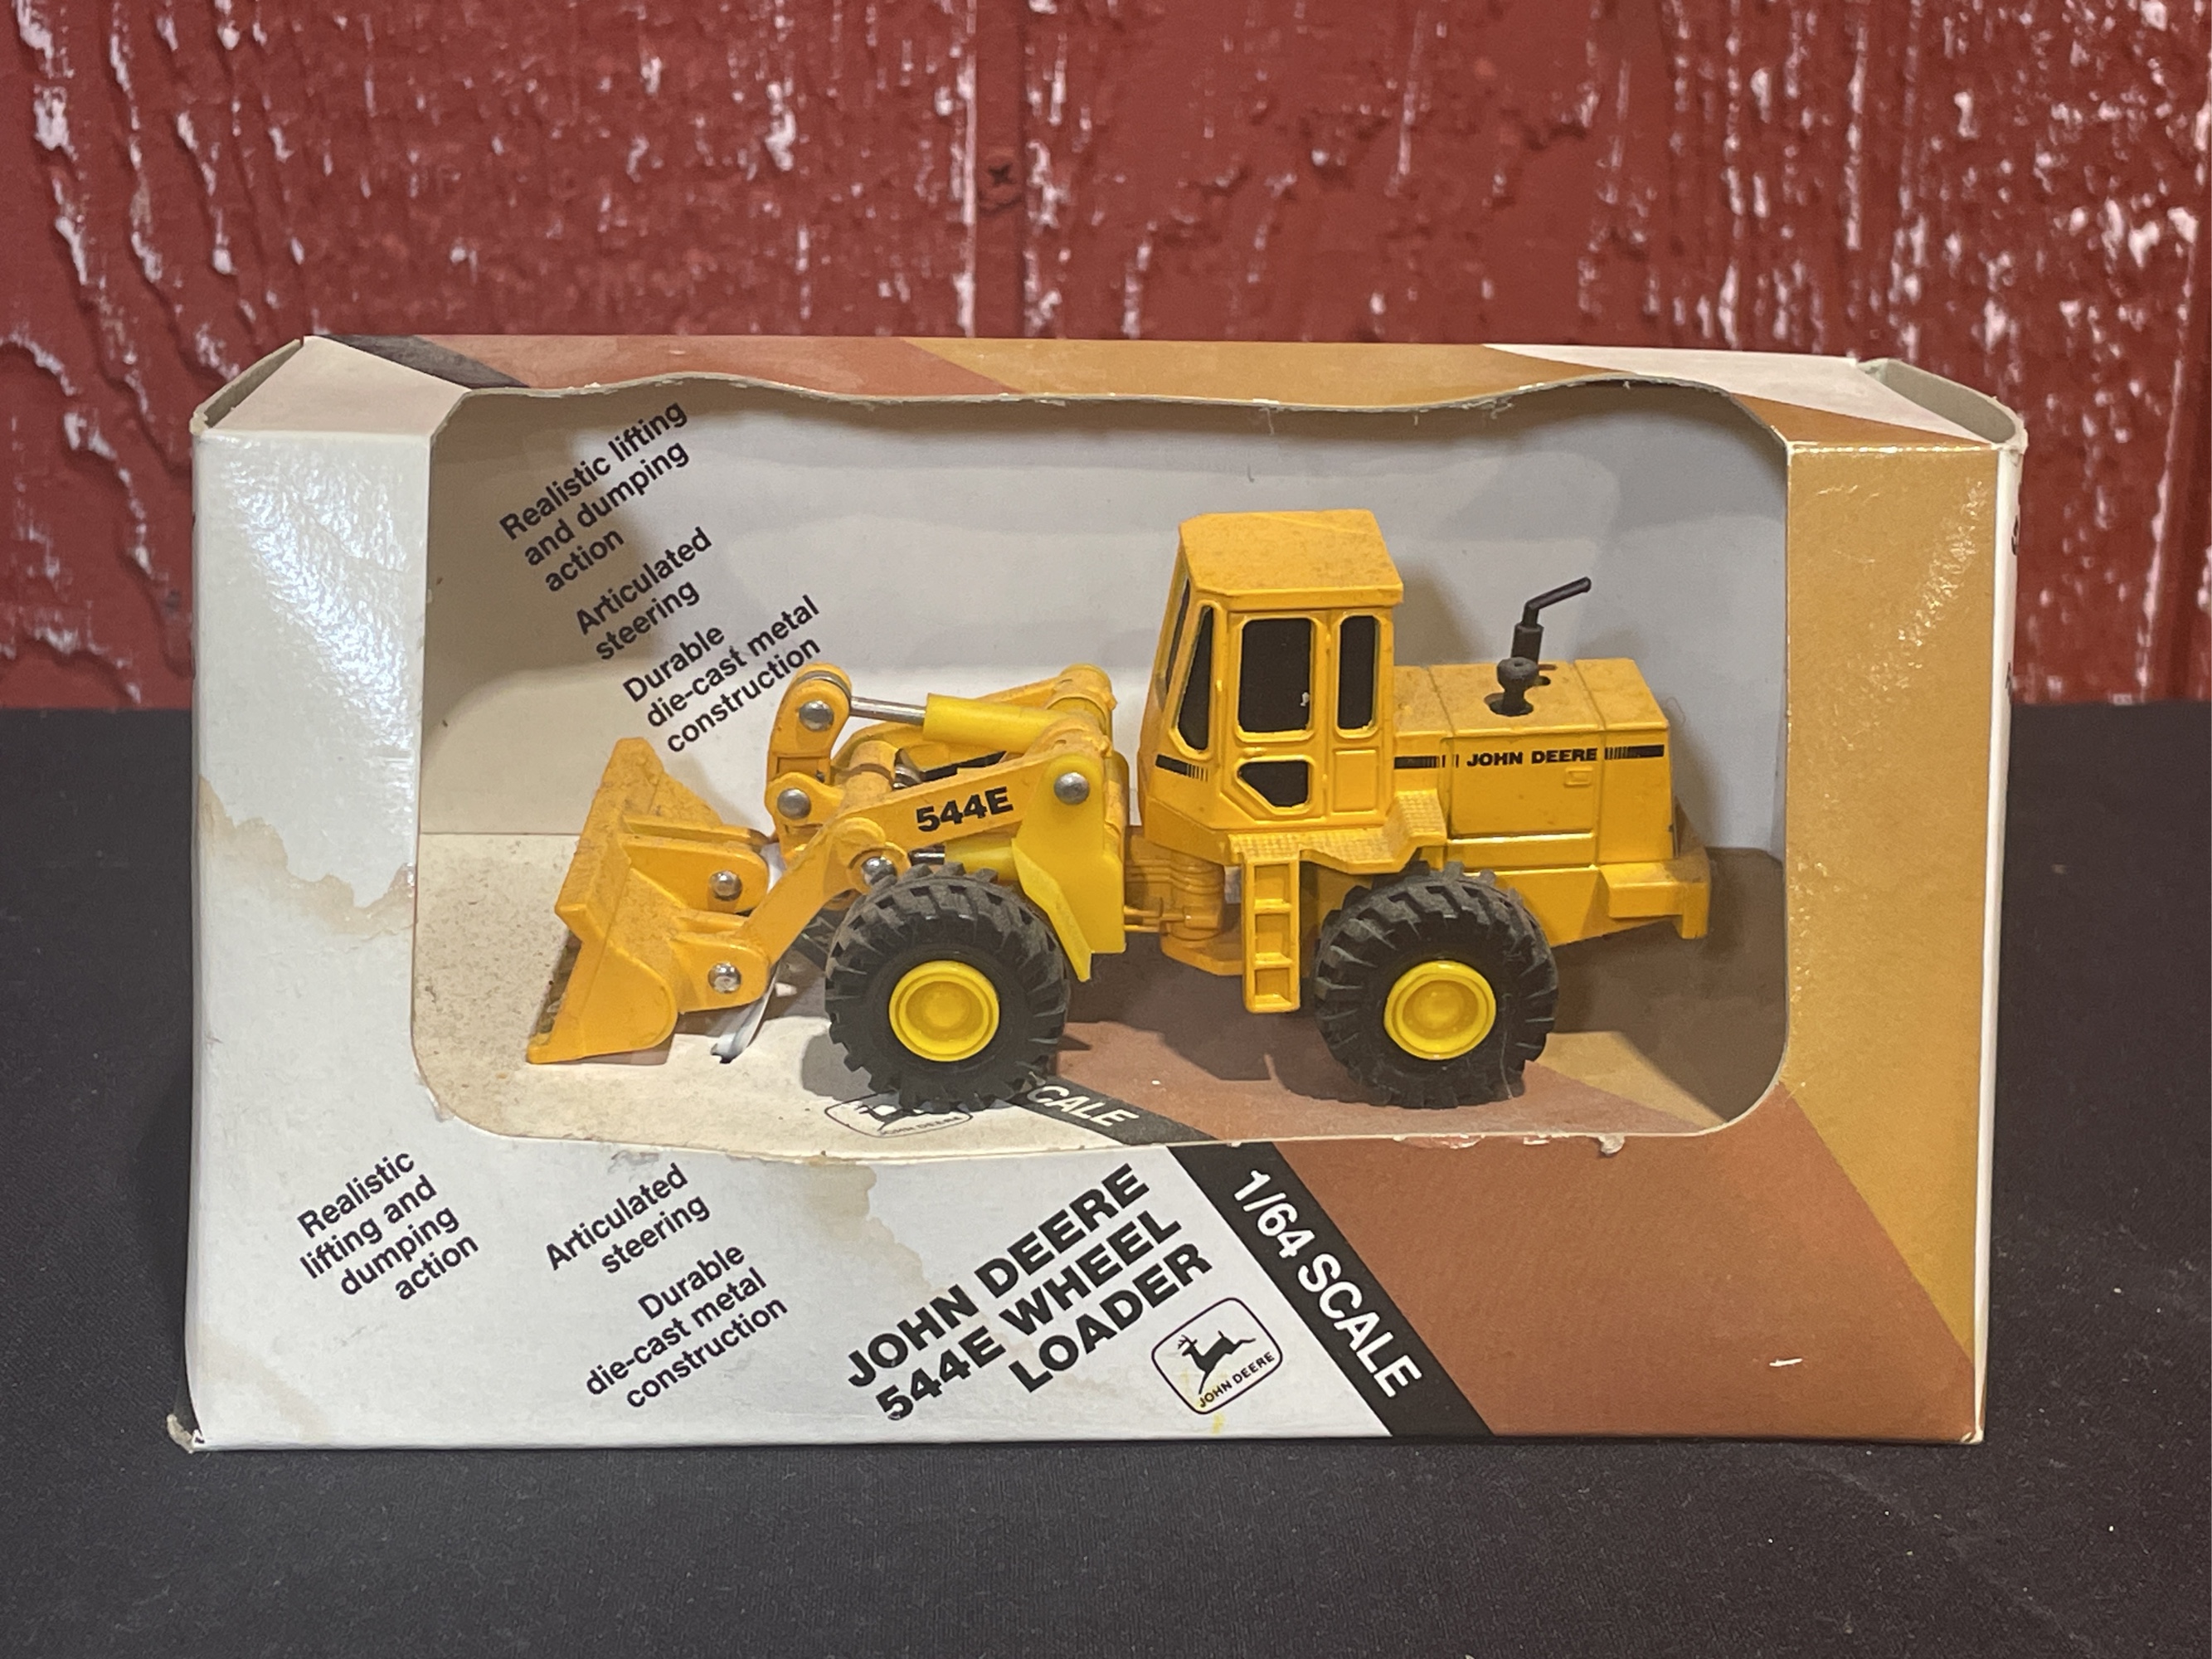 Realistic lifting
and dumping
action
Articulated
steering
Durable
die-cast metal
construction
544E
JOHN DEERE
CALE
JOHN DEERE
Realistic
lifting and
dumping
action
Articulated
steering
Durable
die-cast metal
construction
JOHN DEERE
544E WHEEL
LOADER
JOHN DEERE
1/64 SCALE